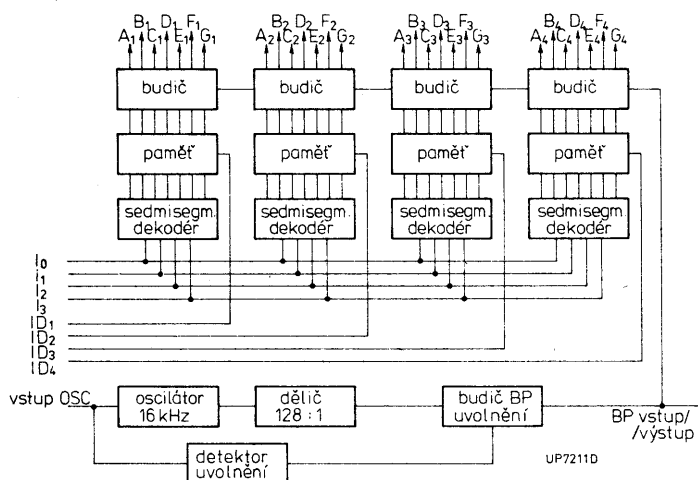 B1 D1 F1 B2 D2 F2 B3 D3 F3 B4 D4 F4
A1 C1 E1 G1 A2 C2 E2 G2 A3 C3 E3 G3 A4 C4 E4 G4
budič budič budič budič
paměť paměť paměť paměť
sedmisegm. sedmisegm. sedmisegm. sedmisegm.
dekodér dekodér dekodér dekodér
I0
I1
I2
I3
ID1
ID2
ID3
ID4
vstup OSC
oscilátor
16 kHz
dělič
128 : 1
budič BP
uvolnění
BP vstup/
/výstup
detektor
uvolnění
UP7211D